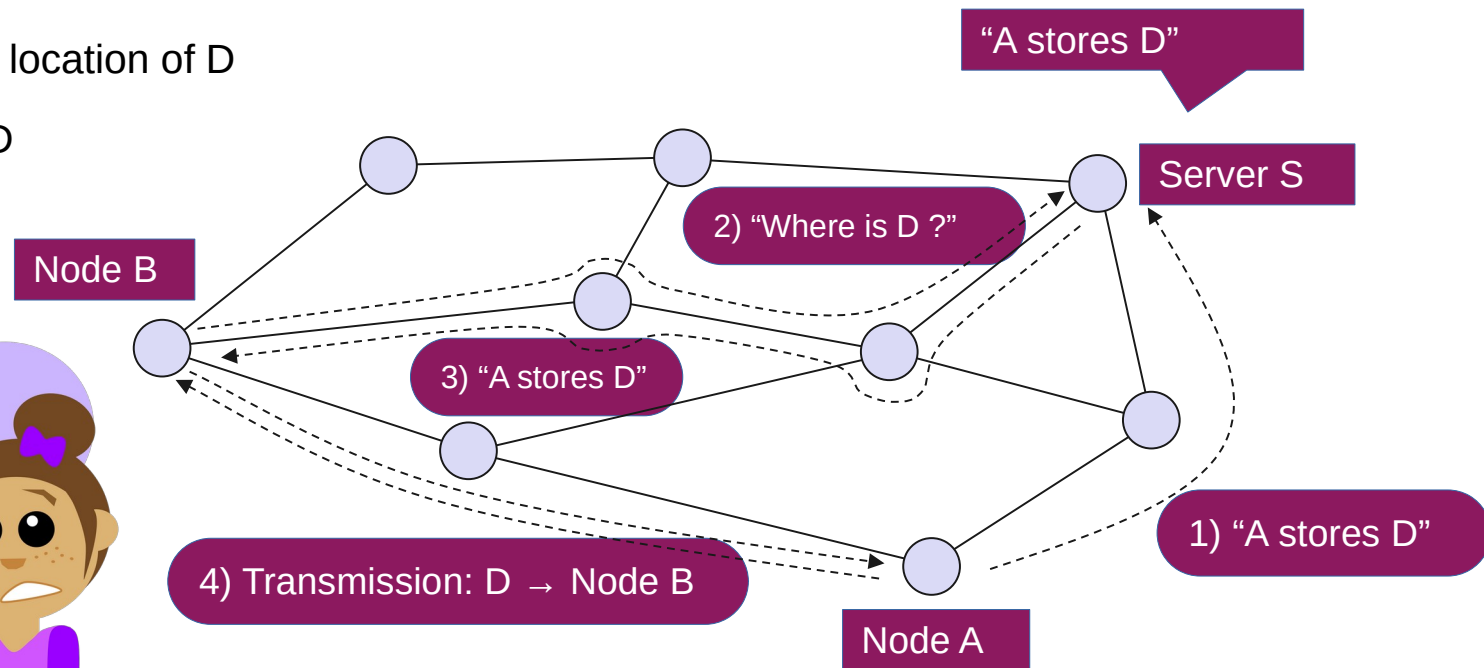 location of D
D
“A stores D”
Server S
2) “Where is D ?”
Node B
3) “A stores D”
1) “A stores D”
4) Transmission: D → Node B
Node A